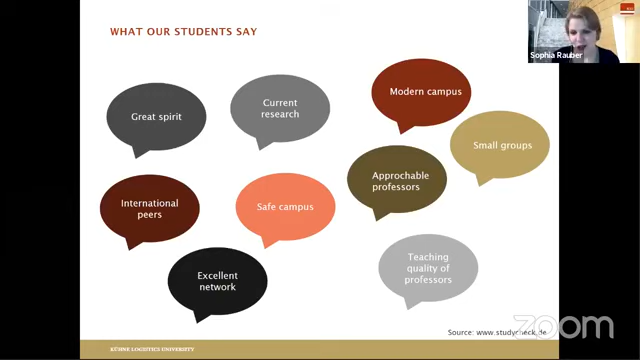 WHAT OUR STUDENTS SAY
Sophia Rauber
Great spirit
Current
research
Modern campus
Small groups
International
peers
Safe campus
Approchable
professors
Excellent
network
Teaching
quality of
professors
zoom
Source: www.studycheck.de
KÜHNE LOGISTICS UNIVERSITY